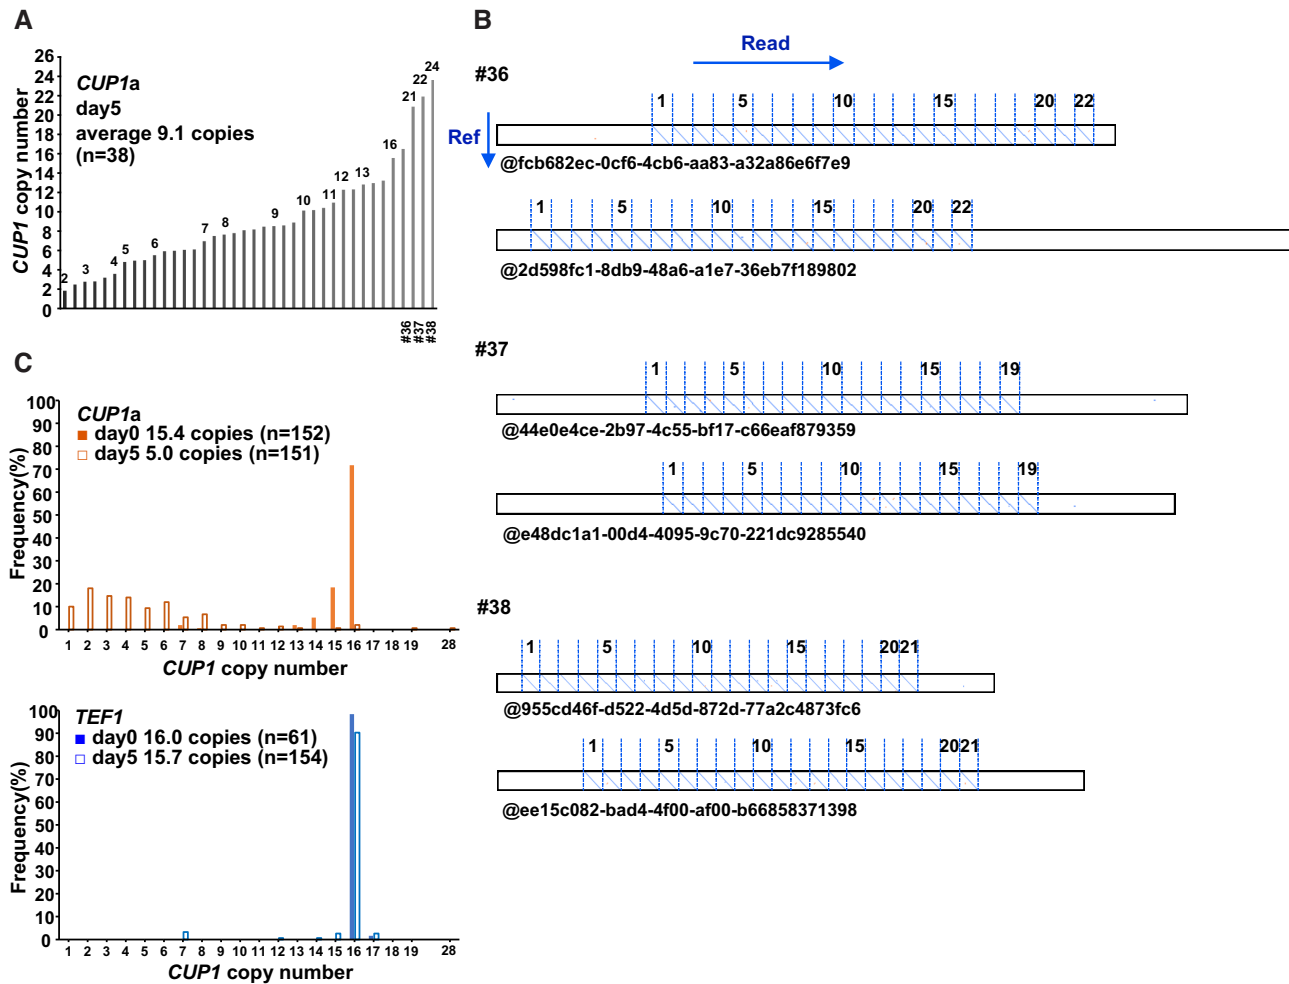 A
26
24
22
20
18
16
14
12
10
8
6
4
2
0
CUP1 copy number
CUP1a
day5
average 9.1 copies
(n=38)
2 3 4 5 6 7 8 9 10 11 12 13 16 21 22 24
#36 #37 #38
B
Read
Ref
#36
1 5 10 15 20 22
@fcb682ec-0cf6-4cb6-aa83-a32a86e6f7e9
1 5 10 15 20 22
@2d598fc1-8db9-48a6-a1e7-36eb7f189802
#37
1 5 10 15 19
@44e0e4ce-2b97-4c55-bf17-c66eaf879359
1 5 10 15 19
@e48dc1a1-00d4-4095-9c70-221dc9285540
#38
1 5 10 15 20 21
@955cd46f-d522-4d5d-872d-77a2c4873fc6
1 5 10 15 20 21
@ee15c082-bad4-4f00-af00-b66858371398
C
100
90
80
70
60
50
40
30
20
10
0
Frequency(%)
CUP1a
day0 15.4 copies (n=152)
day5 5.0 copies (n=151)
1 2 3 4 5 6 7 8 9 10 11 12 13 14 15 16 17 18 19 28
CUP1 copy number
100
90
80
70
60
50
40
30
20
10
0
Frequency(%)
TEF1
day0 16.0 copies (n=61)
day5 15.7 copies (n=154)
1 2 3 4 5 6 7 8 9 10 11 12 13 14 15 16 17 18 19 28
CUP1 copy number